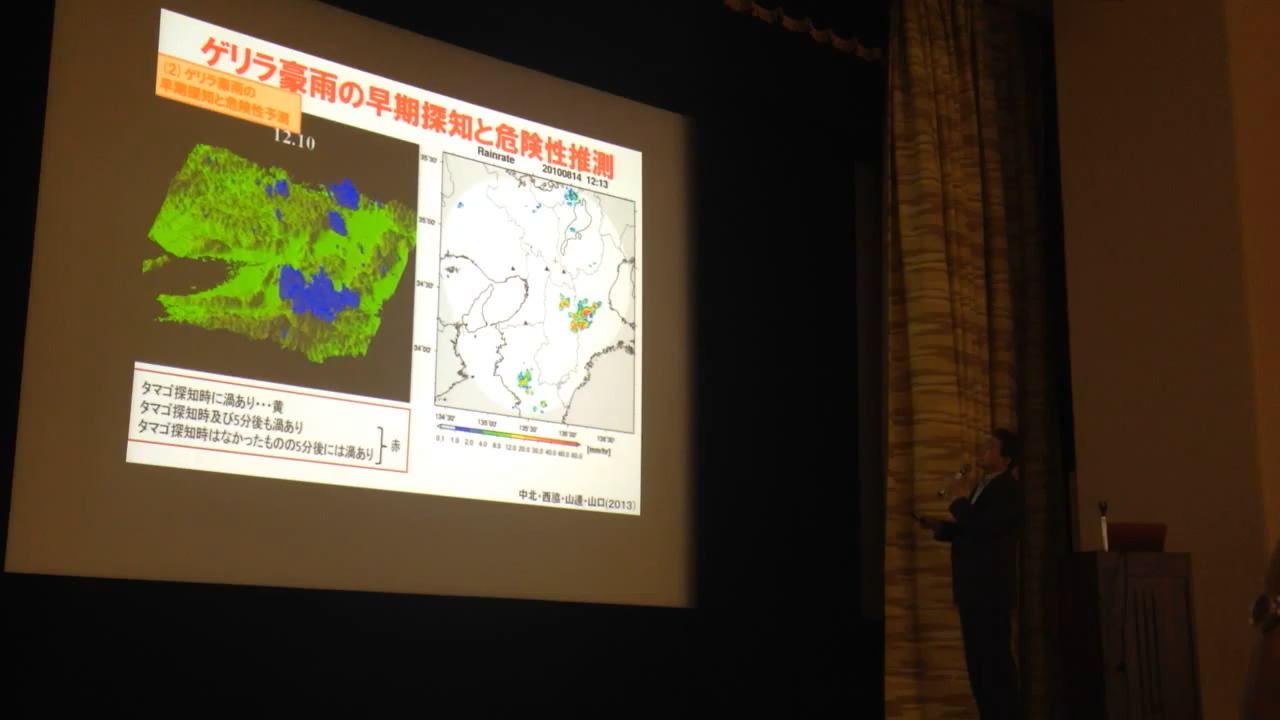 ゲリラ豪雨の早期探知と危険性推測
(2) ゲリラ豪雨の
早期探知と危険性予測
12.10
Rainrate
20100814 12:13
35°30'
35°00'
34°30'
34°00'
134°30' 135°00' 135°30' 136°00' 136°30'
0.1 1.0 2.0 4.0 8.0 12.0 20.0 30.0 40.0 60.0 80.0 [mm/hr]
タマゴ探知時に渦あり・・・黄
タマゴ探知時及び5分後も渦あり
タマゴ探知時はなかったものの5分後には渦あり
赤
中北・西脇・山邊・山口(2013)